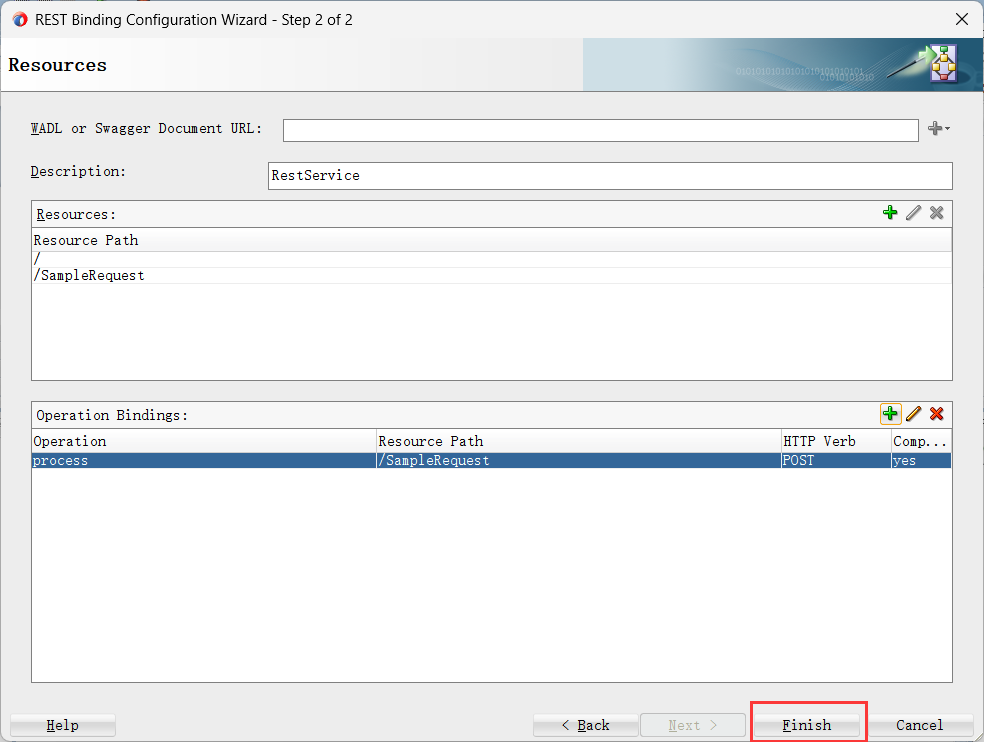 REST Binding Configuration Wizard - Step 2 of 2
Resources
WADL or Swagger Document URL:
Description: RestService
Resources:
Resource Path
/
/SampleRequest
Operation Bindings:
Operation Resource Path HTTP Verb Comp...
process /SampleRequest POST yes
Help < Back Next > Finish Cancel